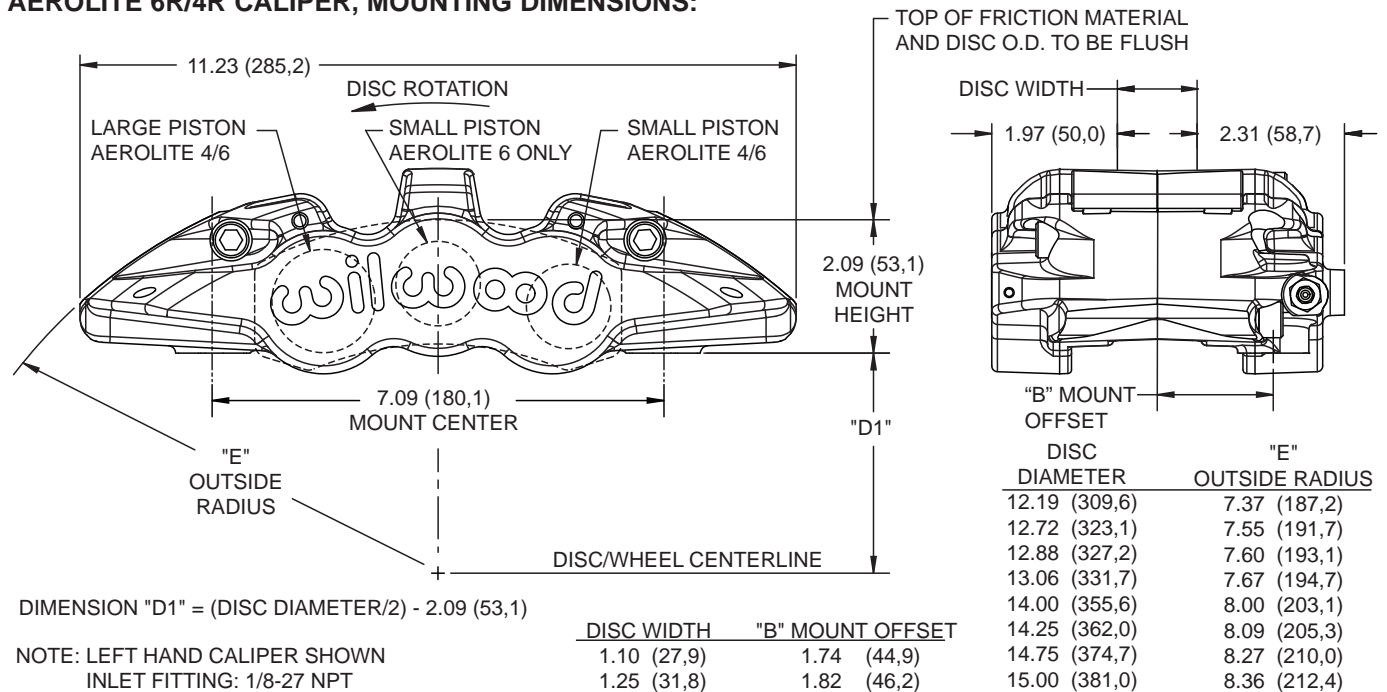 AEROLITE 6R/4R CALIPER, MOUNTING DIMENSIONS:
TOP OF FRICTION MATERIAL
AND DISC O.D. TO BE FLUSH
11.23 (285,2)
DISC ROTATION
DISC WIDTH
LARGE PISTON
AEROLITE 4/6
SMALL PISTON
AEROLITE 6 ONLY
SMALL PISTON
AEROLITE 4/6
1.97 (50,0)
2.31 (58,7)
wilwood
2.09 (53,1)
MOUNT
HEIGHT
7.09 (180,1)
MOUNT CENTER
"D1"
"E"
OUTSIDE
RADIUS
“B” MOUNT
OFFSET
DISC/WHEEL CENTERLINE
DISC DIAMETER "E" OUTSIDE RADIUS
12.19 (309,6) 7.37 (187,2)
12.72 (323,1) 7.55 (191,7)
12.88 (327,2) 7.60 (193,1)
13.06 (331,7) 7.67 (194,7)
14.00 (355,6) 8.00 (203,1)
14.25 (362,0) 8.09 (205,3)
14.75 (374,7) 8.27 (210,0)
15.00 (381,0) 8.36 (212,4)
DIMENSION "D1" = (DISC DIAMETER/2) - 2.09 (53,1)
NOTE: LEFT HAND CALIPER SHOWN
INLET FITTING: 1/8-27 NPT
DISC WIDTH "B" MOUNT OFFSET
1.10 (27,9) 1.74 (44,9)
1.25 (31,8) 1.82 (46,2)